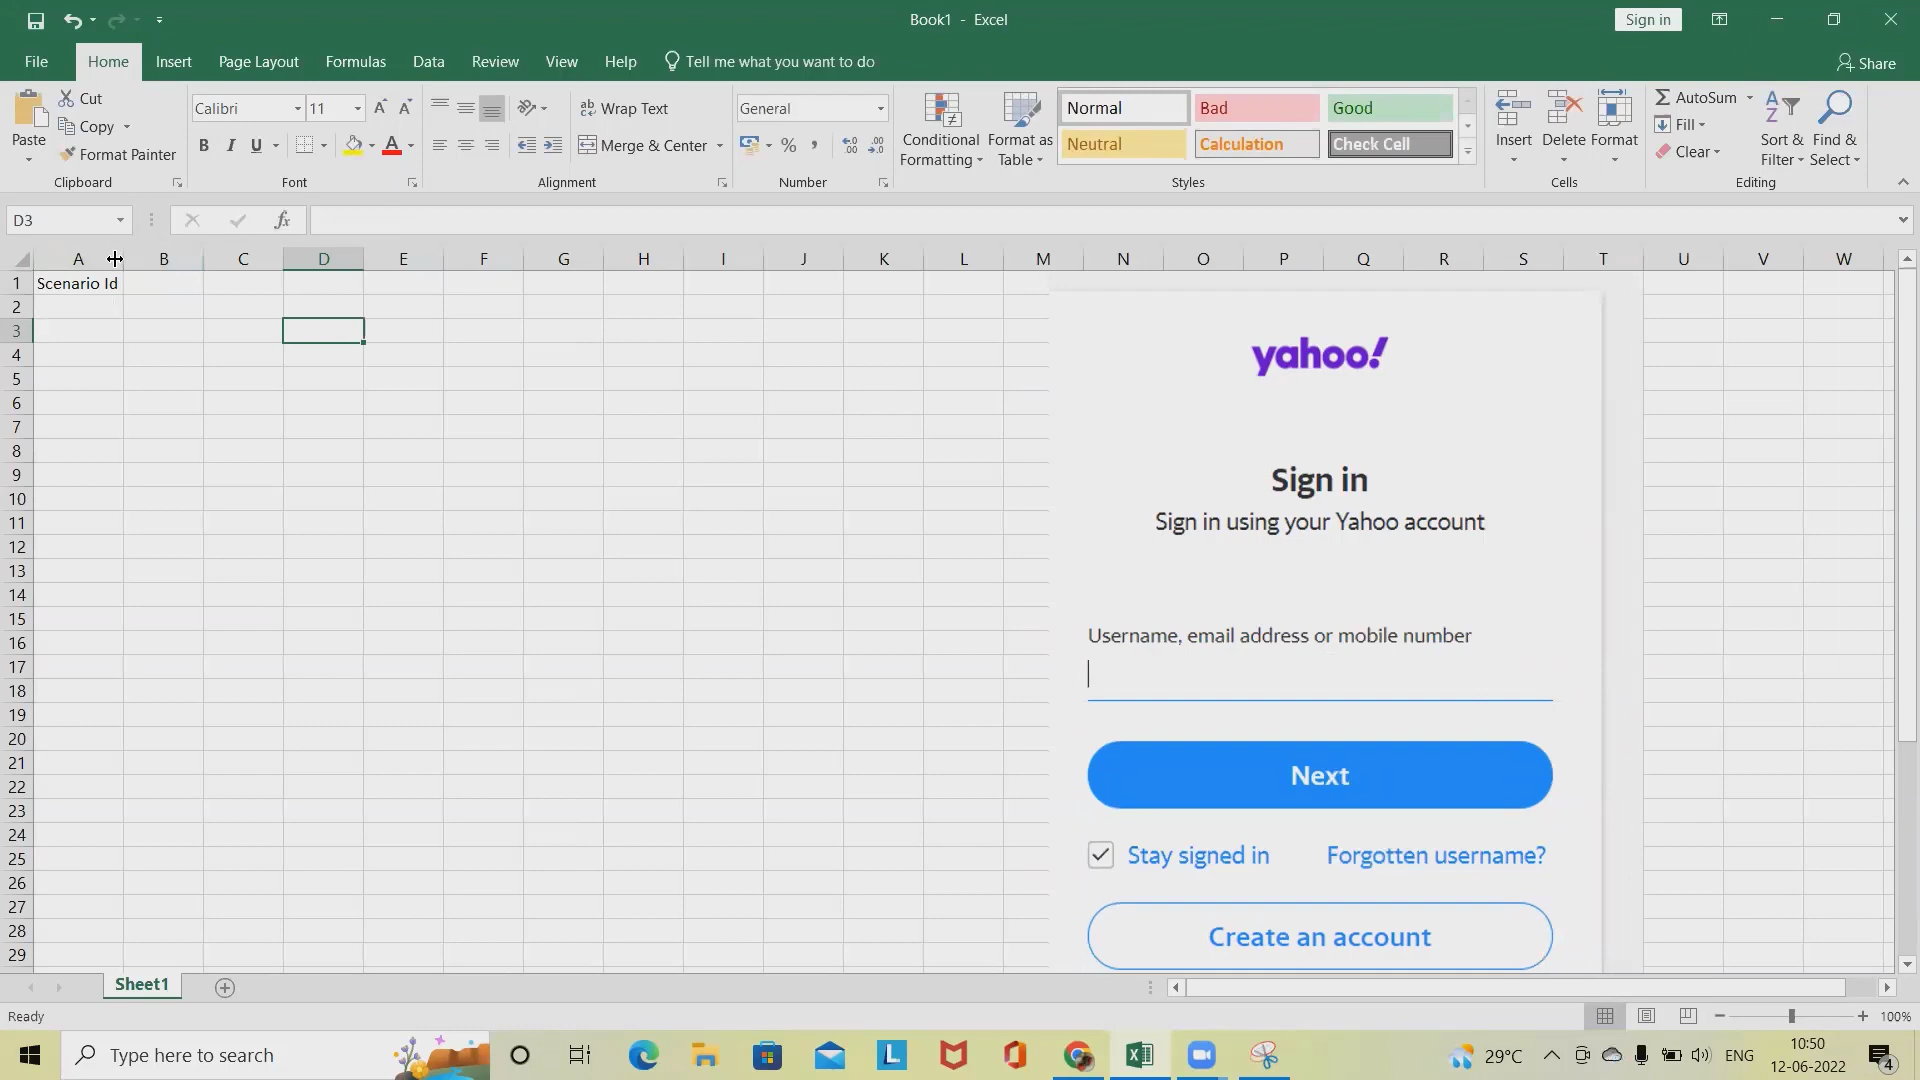 Book1 - Excel
Sign in
File Home Insert Page Layout Formulas Data Review View Help Tell me what you want to do Share
Cut
Copy
Format Painter
Paste
Clipboard
Calibri 11
B I U
Font
Wrap Text
Merge & Center
Alignment
General
%
Number
Conditional Formatting
Format as Table
Normal Bad Good
Neutral Calculation Check Cell
Styles
Insert Delete Format
Cells
AutoSum
Fill
Clear
Sort & Filter
Find & Select
Editing
D3
fx
A B C D E F G H I J K L M N O P Q R S T U V W
1 Scenario Id
2
3
4
5
6
7
8
9
10
11
12
13
14
15
16
17
18
19
20
21
22
23
24
25
26
27
28
29
yahoo!
Sign in
Sign in using your Yahoo account
Username, email address or mobile number
Next
Stay signed in Forgotten username?
Create an account
Sheet1
Ready
100%
Type here to search
29°C
ENG
10:50
12-06-2022
4